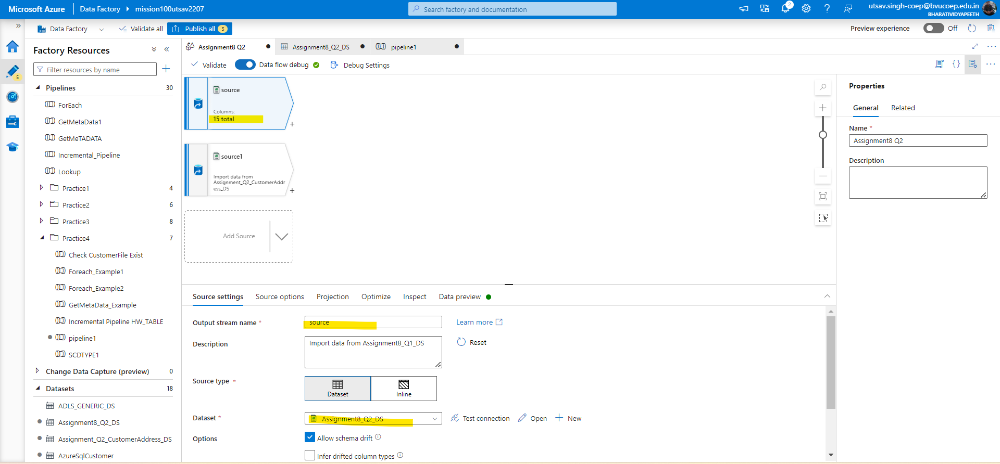 Microsoft Azure Data Factory mission100utsav2207 Search factory and documentation 2 utsav.singh-coep@bvucoep.edu.in
BHARATIVIDYAPEETH
Data Factory Validate all Publish all 5 Preview experience Off
5
Factory Resources
Filter resources by name
Pipelines 30
ForEach
GetMetaData1
GetMeTADATA
Incremental_Pipeline
Lookup
Practice1 4
Practice2 6
Practice3 8
Practice4 7
Check CustomerFile Exist
Foreach_Example1
Foreach_Example2
GetMetaData_Example
Incremental Pipeline HW_TABLE
pipeline1
SCDTYPE1
Change Data Capture (preview) 0
Datasets 18
ADLS_GENERIC_DS
Assignment8_Q2_DS
Assignment_Q2_CustomerAddress_DS
AzureSqlCustomer
Assignment8 Q2 Assignment8_Q2_DS pipeline1
Validate Data flow debug Debug Settings
source
Columns:
15 total
source1
Import data from
Assignment_Q2_CustomerAddr
ess_DS
Add Source
Source settings Source options Projection Optimize Inspect Data preview
Output stream name * source Learn more
Description Import data from Assignment8_Q1_DS Reset
Source type *
Dataset Inline
Dataset * Assignment8_Q2_DS Test connection Open New
Options Allow schema drift
Infer drifted column types
Properties
General Related
Name *
Assignment8 Q2
Description